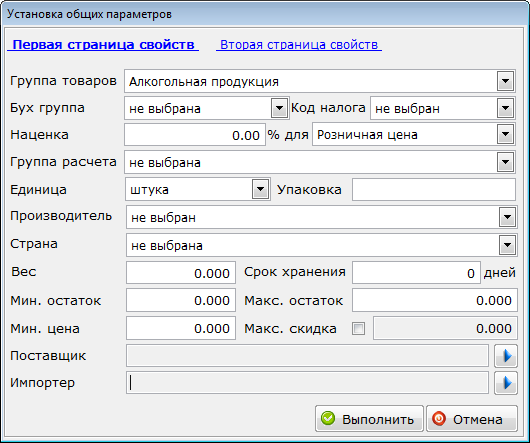 Установка общих параметров
Первая страница свойств Вторая страница свойств
Группа товаров Алкогольная продукция
Бух группа не выбрана Код налога не выбран
Наценка 0.00 % для Розничная цена
Группа расчета не выбрана
Единица штука Упаковка
Производитель не выбран
Страна не выбрана
Вес 0.000 Срок хранения 0 дней
Мин. остаток 0.000 Макс. остаток 0.000
Мин. цена 0.000 Макс. скидка 0.000
Поставщик
Импортер
Выполнить Отмена